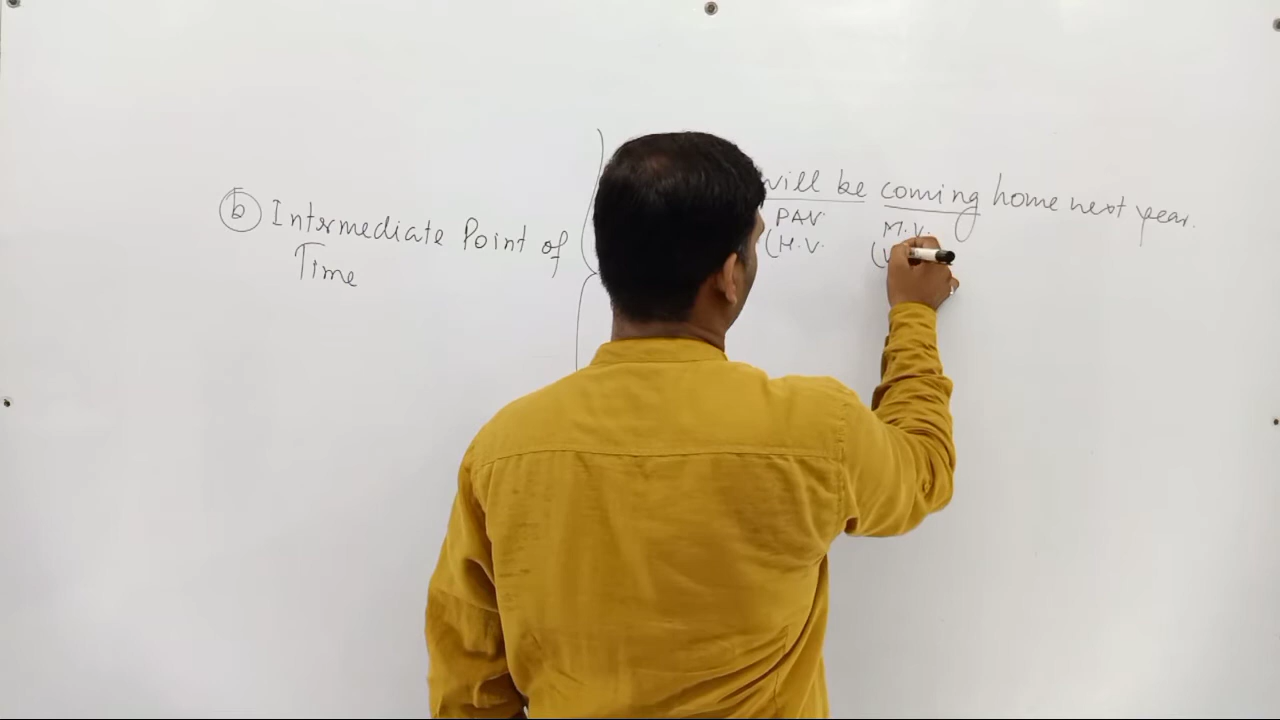 b Intermediate Point of
Time
will be coming home next year.
PAV. M.V.
(H.V.